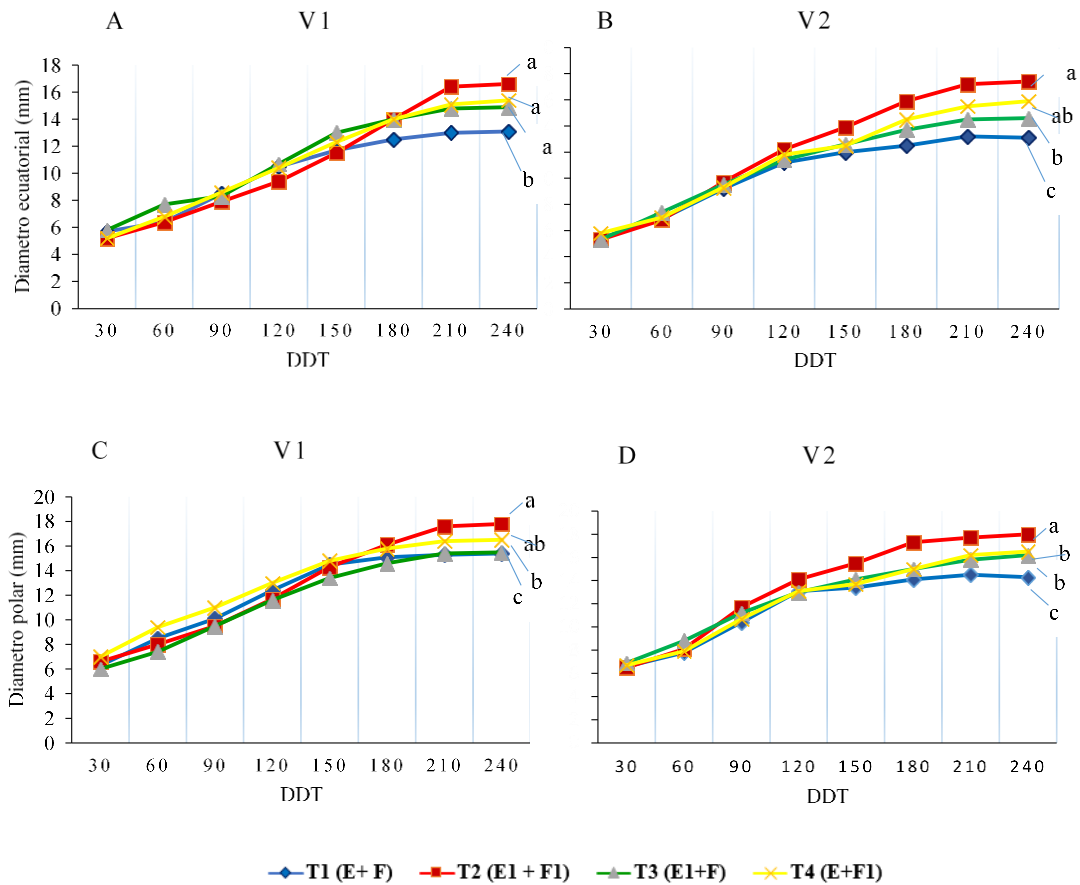 A V1
Diametro ecuatorial (mm)
18
16
14
12
10
8
6
4
2
0
30 60 90 120 150 180 210 240
DDT
a
a
a
b
B V2
30 60 90 120 150 180 210 240
DDT
a
ab
b
c
C V1
Diametro polar (mm)
20
18
16
14
12
10
8
6
4
2
0
30 60 90 120 150 180 210 240
DDT
a
ab
b
c
D V2
30 60 90 120 150 180 210 240
DDT
a
b
b
c
T1 (E+ F) T2 (E1 + F1) T3 (E1+F) T4 (E+F1)